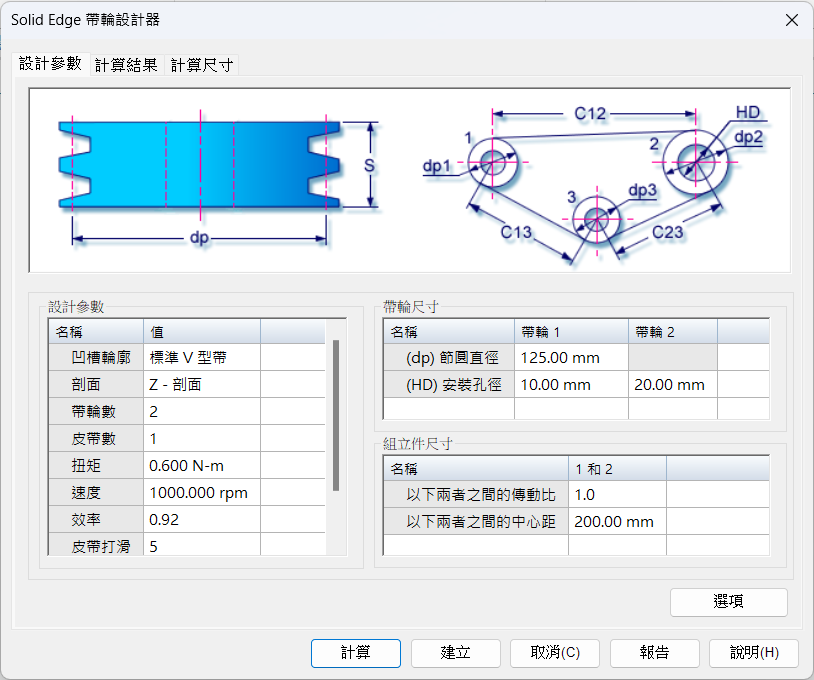 Solid Edge 帶輪設計器
設計參數 計算結果 計算尺寸
C12
HD
1
2
dp2
dp1
S
3
dp3
dp
C13
C23
設計參數
名稱 值
凹槽輪廓 標準 V 型帶
剖面 Z - 剖面
帶輪數 2
皮帶數 1
扭矩 0.600 N-m
速度 1000.000 rpm
效率 0.92
皮帶打滑 5
帶輪尺寸
名稱 帶輪 1 帶輪 2
(dp) 節圓直徑 125.00 mm
(HD) 安裝孔徑 10.00 mm 20.00 mm
組立件尺寸
名稱 1 和 2
以下兩者之間的傳動比 1.0
以下兩者之間的中心距 200.00 mm
選項
計算 建立 取消(C) 報告 說明(H)